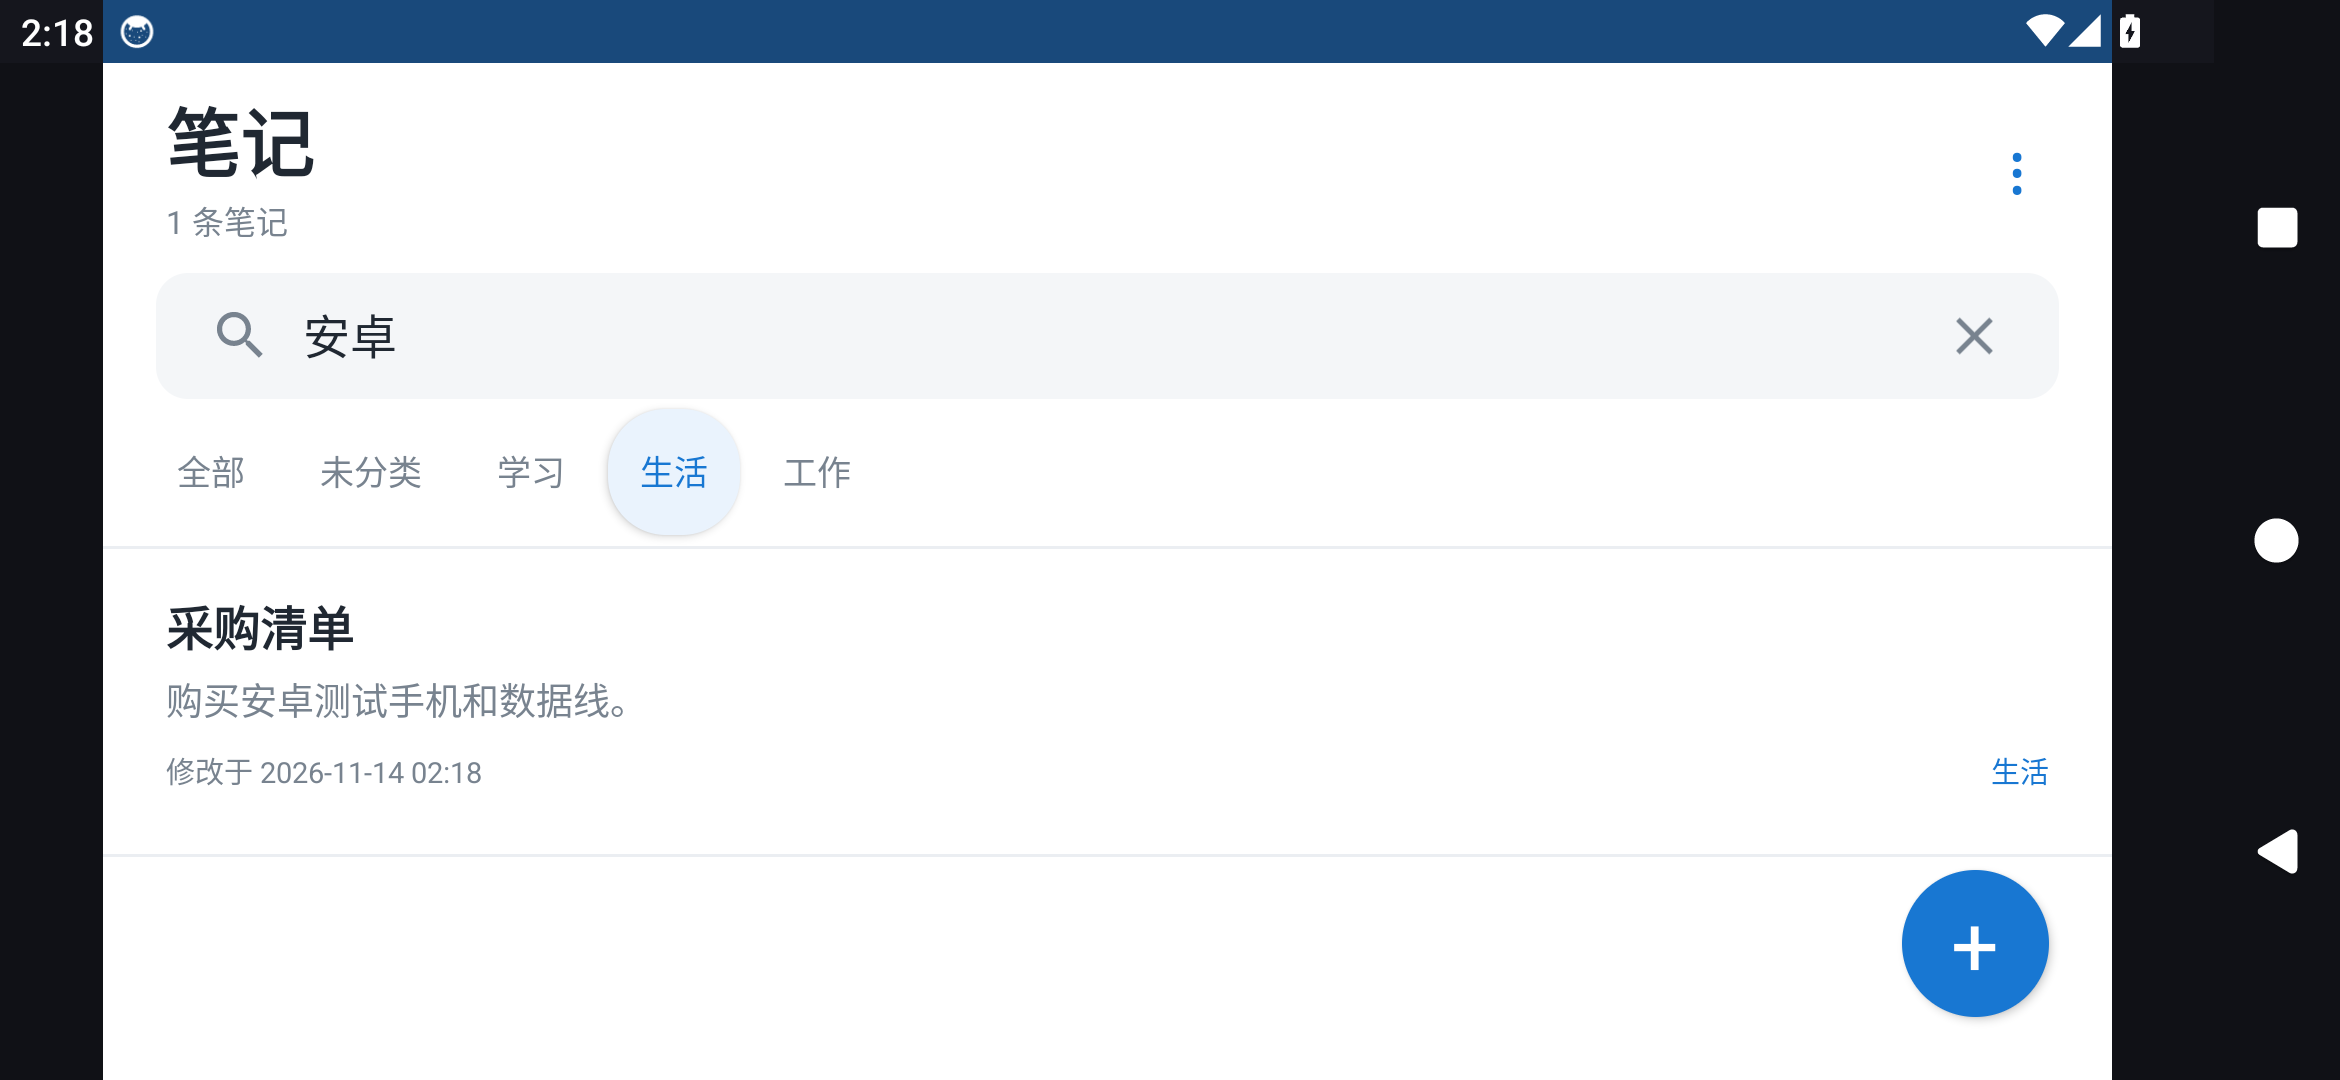 2:18
笔记
1 条笔记
安卓
全部 未分类 学习 生活 工作
采购清单
购买安卓测试手机和数据线。
修改于 2026-11-14 02:18 生活